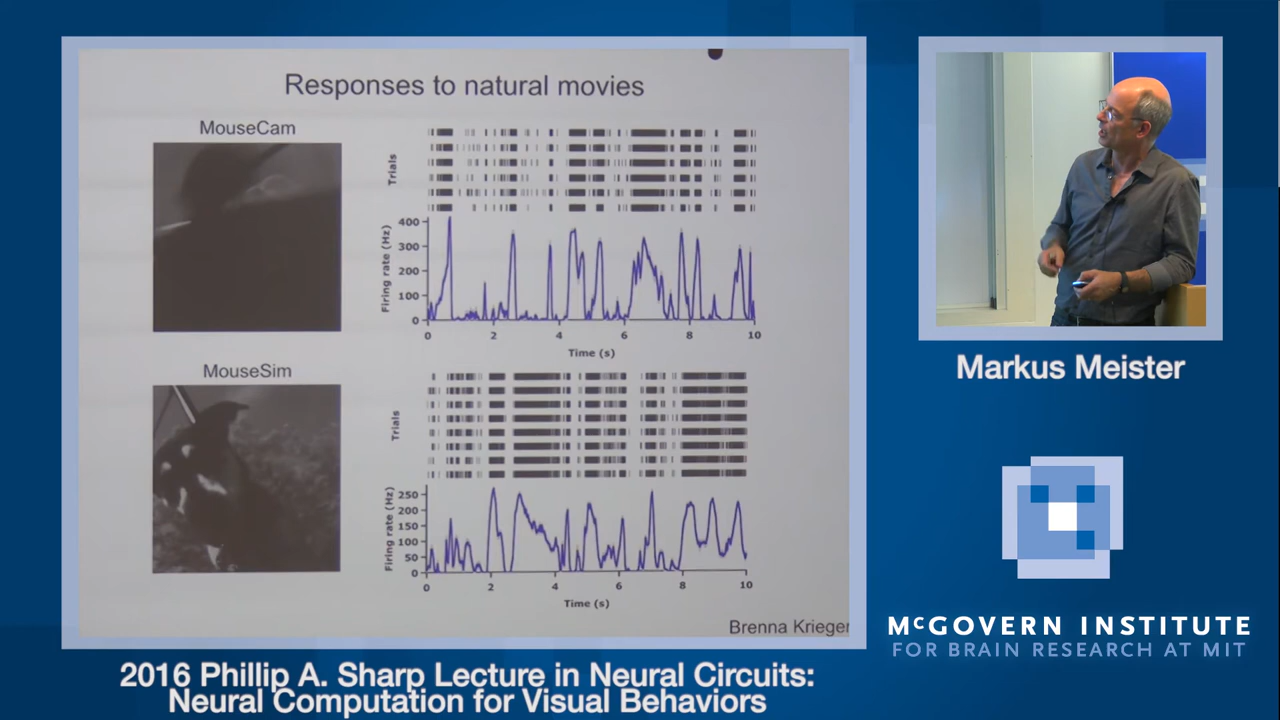 Responses to natural movies
MouseCam
Trials
400
300
200
100
0
Firing rate (Hz)
0 2 4 6 8 10
Time (s)
MouseSim
Trials
250
200
150
100
50
0
Firing rate (Hz)
0 2 4 6 8 10
Time (s)
Brenna Krieger
Markus Meister
McGOVERN INSTITUTE
FOR BRAIN RESEARCH AT MIT
2016 Phillip A. Sharp Lecture in Neural Circuits:
Neural Computation for Visual Behaviors